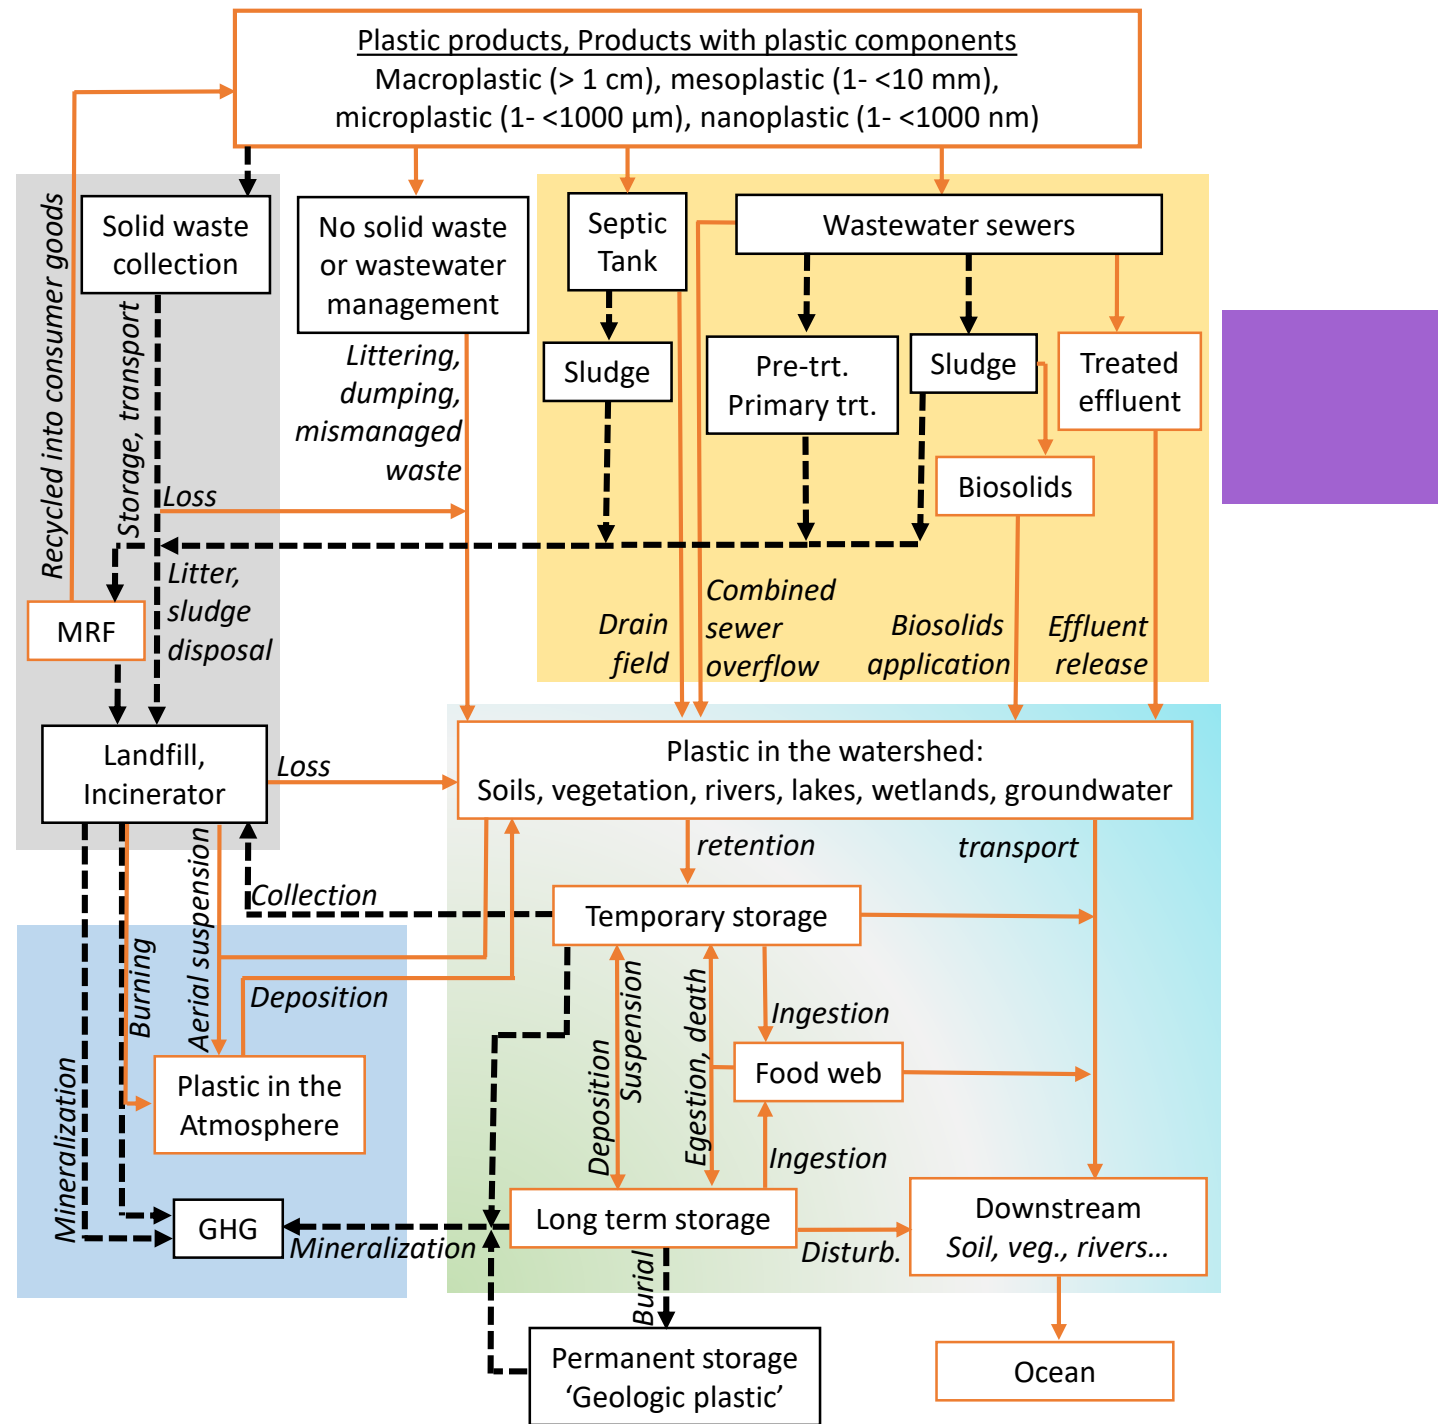 Plastic products, Products with plastic components
Macroplastic (> 1 cm), mesoplastic (1- <10 mm),
microplastic (1- <1000 µm), nanoplastic (1- <1000 nm)
Solid waste
collection
No solid waste
or wastewater
management
Septic
Tank
Wastewater sewers
Sludge
Pre-trt.
Primary trt.
Sludge
Treated
effluent
Biosolids
Recycled into consumer goods
Storage, transport
Littering,
dumping,
mismanaged
waste
Loss
Litter,
sludge
disposal
MRF
Drain
field
Combined
sewer
overflow
Biosolids
application
Effluent
release
Landfill,
Incinerator
Loss
Plastic in the watershed:
Soils, vegetation, rivers, lakes, wetlands, groundwater
retention
transport
Collection
Temporary storage
Mineralization
Burning
Aerial suspension
Deposition
Deposition
Suspension
Egestion, death
Ingestion
Food web
Ingestion
Plastic in the
Atmosphere
GHG
Mineralization
Long term storage
Disturb.
Downstream
Soil, veg., rivers…
Burial
Permanent storage
‘Geologic plastic’
Ocean